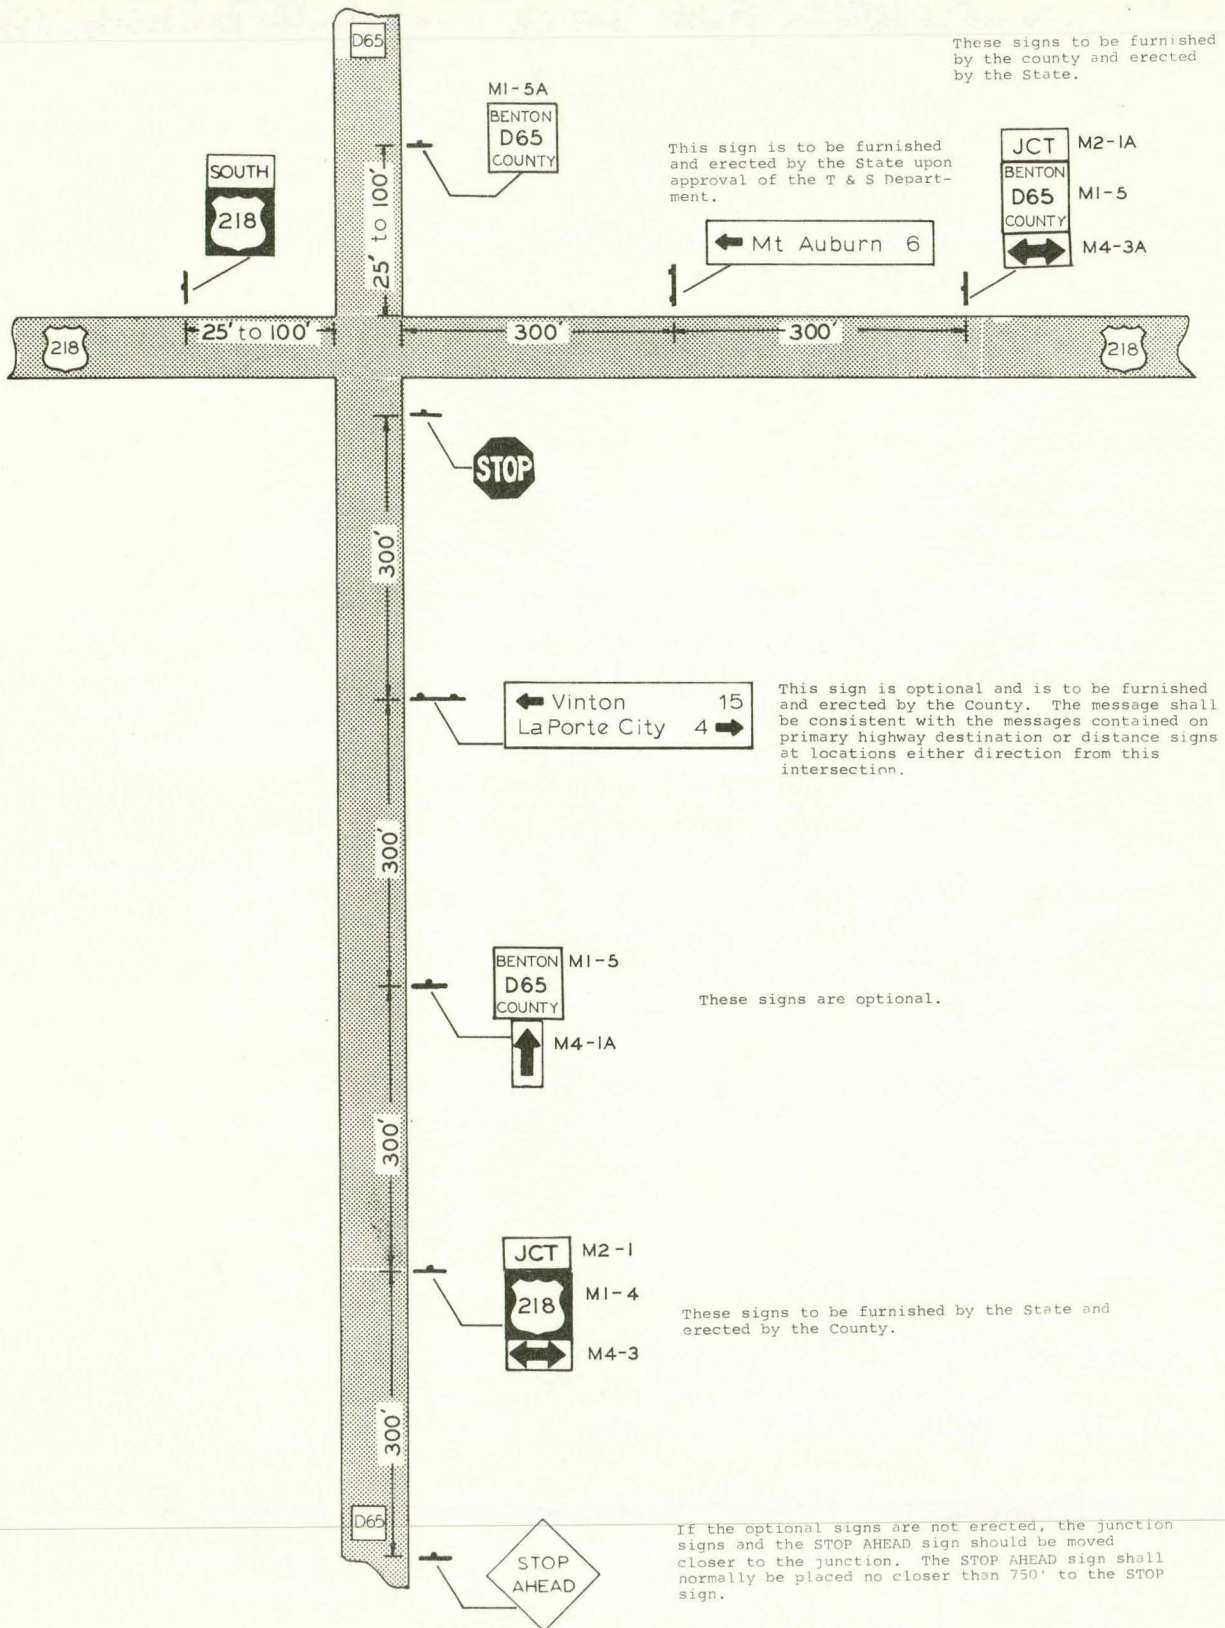 D65
These signs to be furnished
by the county and erected
by the State.
M1-5A
BENTON
D65
COUNTY
This sign is to be furnished
and erected by the State upon
approval of the T & S Depart-
ment.
JCT M2-1A
BENTON
D65
COUNTY
M1-5
M4-3A
SOUTH
218
25' to 100'
Mt Auburn 6
218
25' to 100'
300'
300'
218
STOP
300'
Vinton 15
La Porte City 4
This sign is optional and is to be furnished
and erected by the County. The message shall
be consistent with the messages contained on
primary highway destination or distance signs
at locations either direction from this
intersection.
300'
BENTON
D65
COUNTY
M1-5
These signs are optional.
M4-1A
300'
JCT M2-1
218 M1-4
M4-3
These signs to be furnished by the State and
erected by the County.
300'
D65
STOP
AHEAD
If the optional signs are not erected, the junction
signs and the STOP AHEAD sign should be moved
closer to the junction. The STOP AHEAD sign shall
normally be placed no closer than 750' to the STOP
sign.